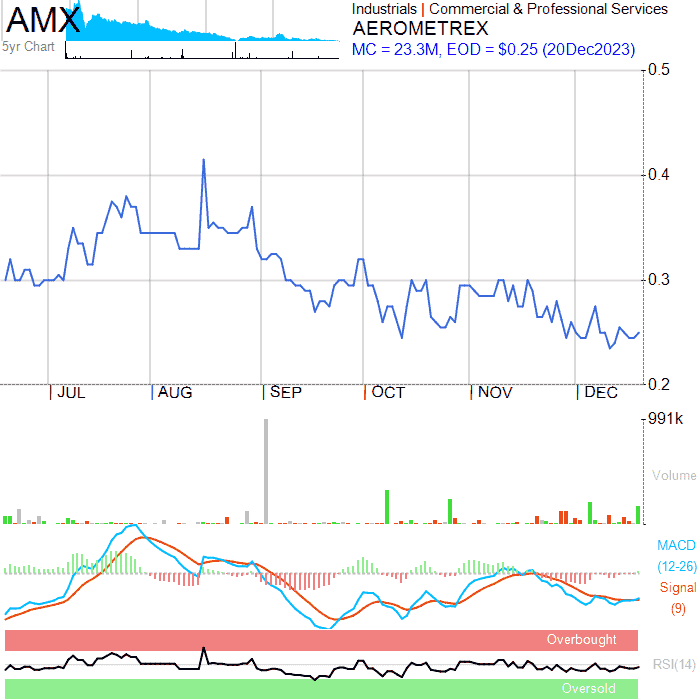 AMX
5yr Chart
Industrials | Commercial & Professional Services
AEROMETREX
MC = 23.3M, EOD = $0.25 (20Dec2023)
0.5
0.4
0.3
0.2
JUL AUG SEP OCT NOV DEC
991k
Volume
MACD
(12-26)
Signal
(9)
Overbought
RSI(14)
Oversold